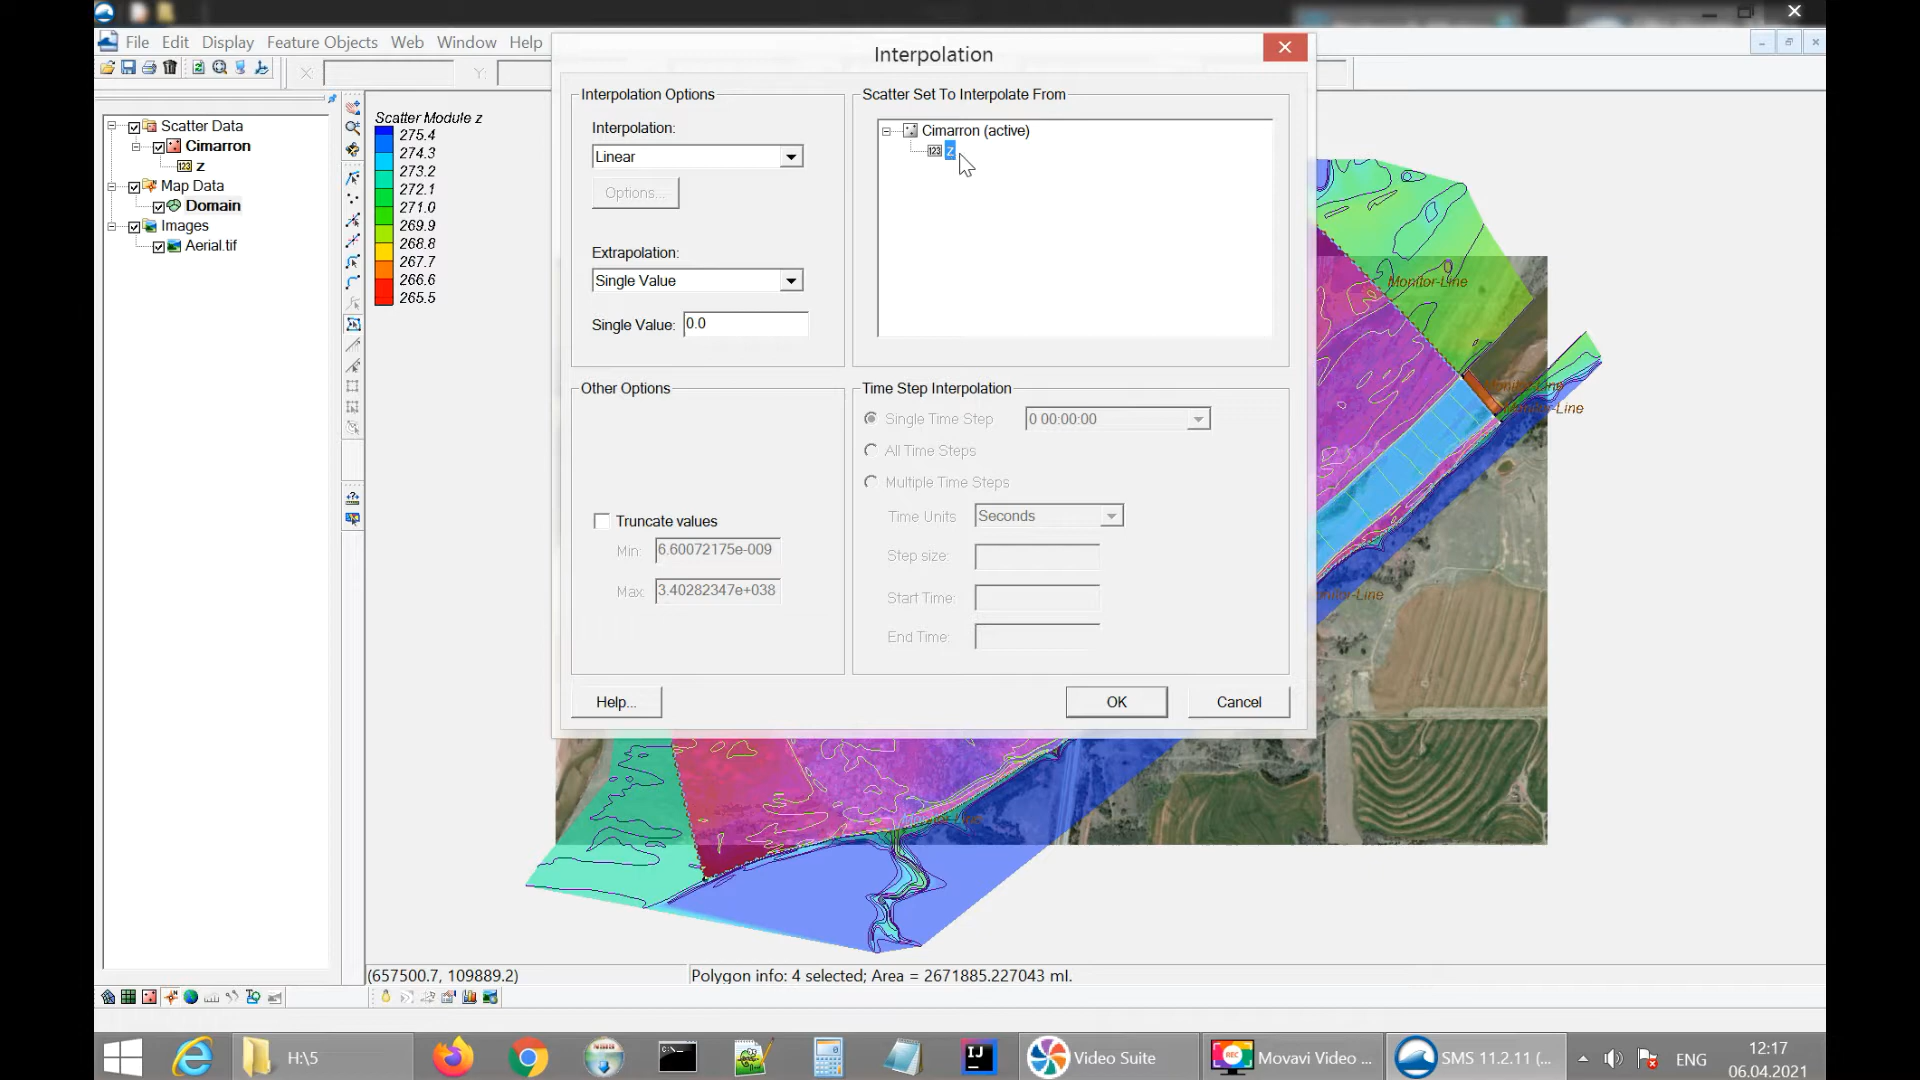 File Edit Display Feature Objects Web Window Help
X: Y:
Scatter Data
Cimarron
z
Map Data
Domain
Images
Aerial.tif
Scatter Module z
275.4
274.3
273.2
272.1
271.0
269.9
268.8
267.7
266.6
265.5
Interpolation
Interpolation Options
Interpolation:
Linear
Options...
Extrapolation:
Single Value
Single Value: 0.0
Scatter Set To Interpolate From
Cimarron (active)
123 z
Other Options
Truncate values
Min: 6.60072175e-009
Max: 3.40282347e+038
Time Step Interpolation
Single Time Step 0 00:00:00
All Time Steps
Multiple Time Steps
Time Units Seconds
Step size:
Start Time:
End Time:
Help... OK Cancel
Monitor-Line
Monitor-Line
Monitor-Line
(657500.7, 109889.2) Polygon info: 4 selected; Area = 2671885.227043 ml.
H:\5
Video Suite
Movavi Video ...
SMS 11.2.11 (...
ENG
12:17
06.04.2021